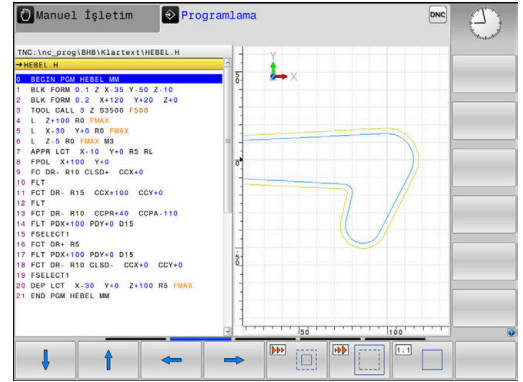 Manuel İşletim
Programlama
DNC
TNC:\nc_prog\BHB\Klartext\HEBEL.H
→HEBEL.H
0 BEGIN PGM HEBEL MM
1 BLK FORM 0.1 Z X-35 Y-50 Z-10
2 BLK FORM 0.2 X+120 Y+20 Z+0
3 TOOL CALL 3 Z S3500 F500
4 L Z+100 R0 FMAX
5 L X-30 Y+0 R0 FMAX
6 L Z-5 R0 FMAX M3
7 APPR LCT X-10 Y+0 R5 RL
8 FPOL X+100 Y+0
9 FC DR- R10 CLSD+ CCX+0
10 FLT
11 FCT DR- R15 CCX+100 CCY+0
12 FLT
13 FCT DR- R10 CCPR+40 CCPA-110
14 FLT PDX+100 PDY+0 D15
15 FSELECT1
16 FCT DR+ R5
17 FLT PDX+100 PDY+0 D15
18 FCT DR- R10 CLSD- CCX+0 CCY+0
19 FSELECT1
20 DEP LCT X-30 Y+0 Z+100 R5 FMAX
21 END PGM HEBEL MM
Y
X
50
0
-50
50
100
1:1